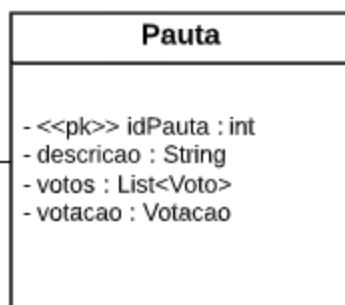 Pauta
- <<pk>> idPauta : int
- descricao : String
- votos : List<Voto>
- votacao : Votacao